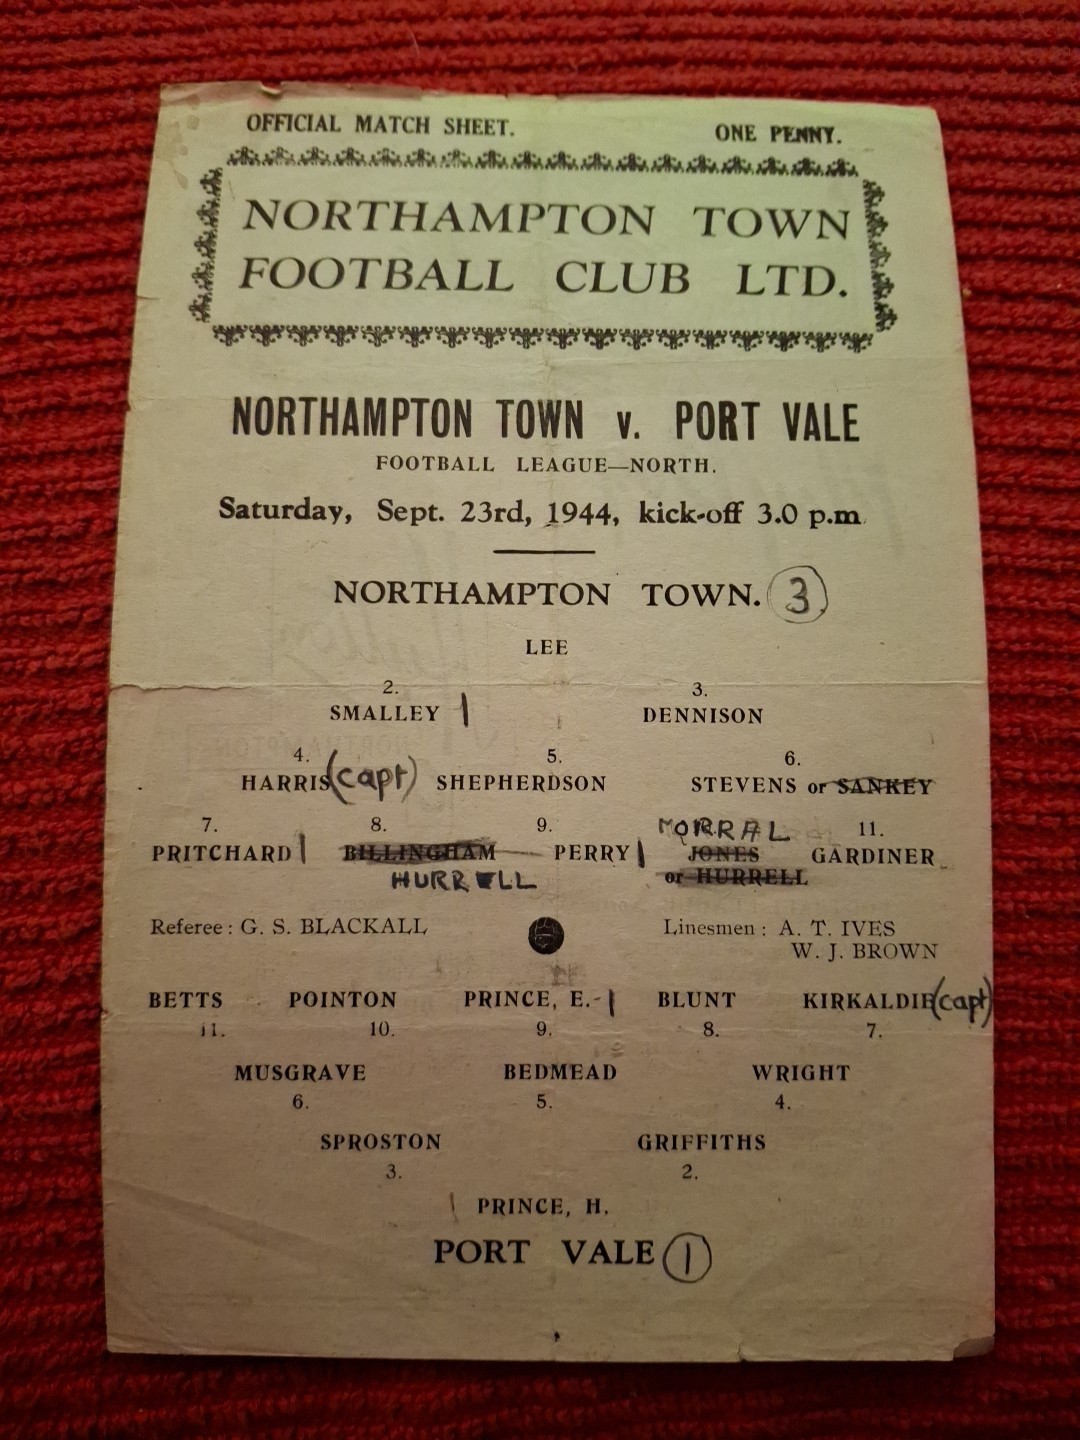 OFFICIAL MATCH SHEET. ONE PENNY.
NORTHAMPTON TOWN
FOOTBALL CLUB LTD.
NORTHAMPTON TOWN v. PORT VALE
FOOTBALL LEAGUE—NORTH.
Saturday, Sept. 23rd, 1944, kick-off 3.0 p.m.
NORTHAMPTON TOWN. 3
LEE
2. 3.
SMALLEY | DENNISON
4. 5. 6.
HARRIS (capt) SHEPHERDSON STEVENS or SANKEY
7. 8. 9. MORRAL 11.
PRITCHARD | BILLINGHAM PERRY | JONES GARDINER
HURRELL or HURRELL
Referee : G. S. BLACKALL Linesmen : A. T. IVES
W. J. BROWN
BETTS POINTON PRINCE, E. - | BLUNT KIRKALDIE (capt)
11. 10. 9. 8. 7.
MUSGRAVE BEDMEAD WRIGHT
6. 5. 4.
SPROSTON GRIFFITHS
3. 2.
PRINCE, H.
PORT VALE 1